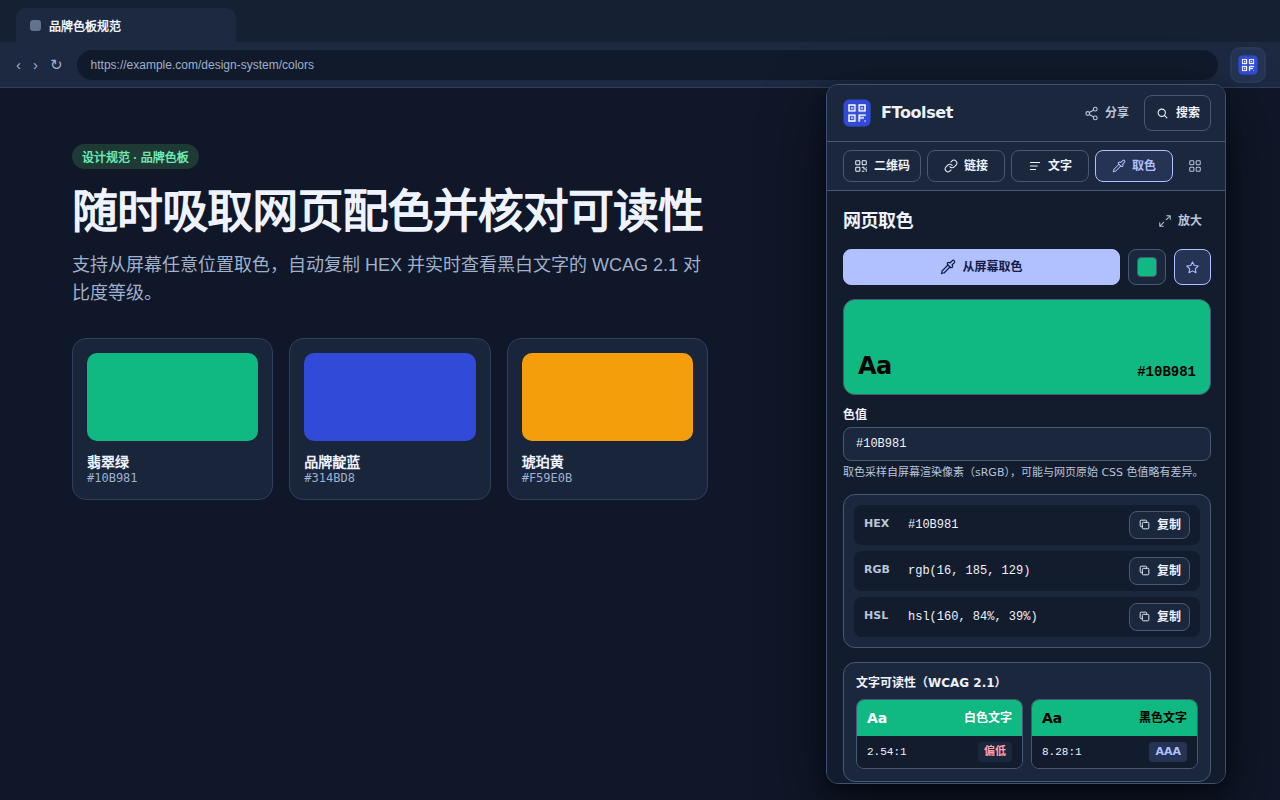 品牌色板规范
https://example.com/design-system/colors
设计规范 · 品牌色板
随时吸取网页配色并核对可读性
支持从屏幕任意位置取色，自动复制 HEX 并实时查看黑白文字的 WCAG 2.1 对
比度等级。
翡翠绿
#10B981
品牌靛蓝
#314BD8
琥珀黄
#F59E0B
FToolset
分享
搜索
二维码
链接
文字
取色
网页取色
放大
从屏幕取色
Aa
#10B981
色值
#10B981
取色采样自屏幕渲染像素（sRGB），可能与网页原始 CSS 色值略有差异。
HEX #10B981 复制
RGB rgb(16, 185, 129) 复制
HSL hsl(160, 84%, 39%) 复制
文字可读性（WCAG 2.1）
Aa 白色文字
2.54:1 偏低
Aa 黑色文字
8.28:1 AAA